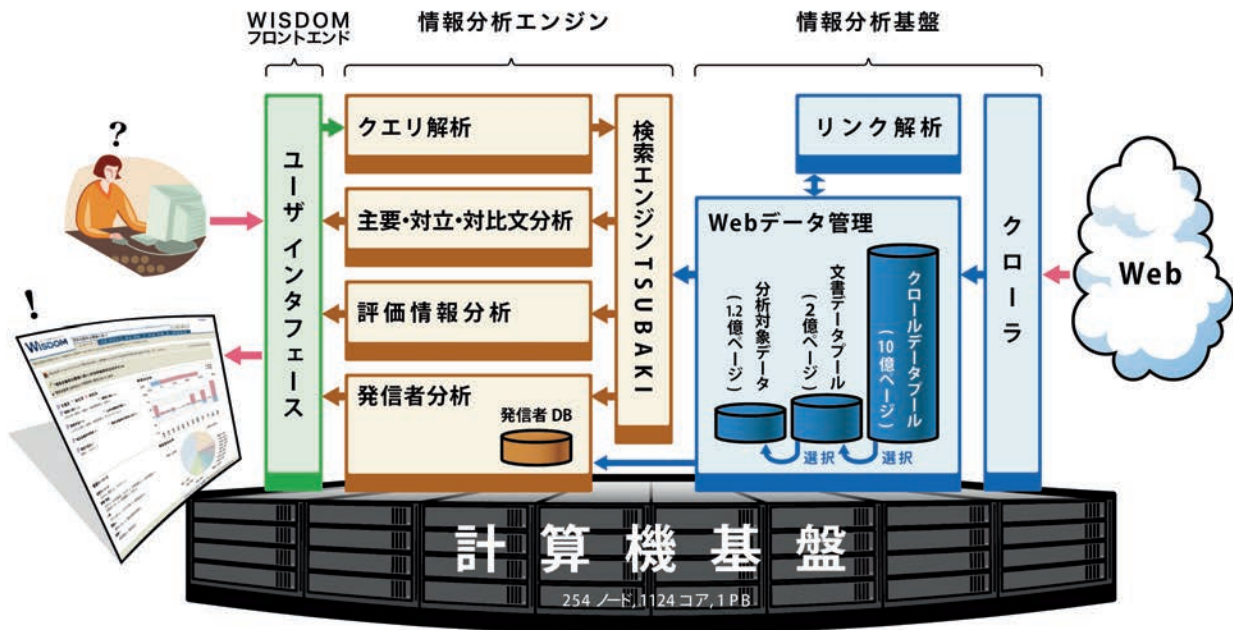 WISDOM
フロントエンド
情報分析エンジン
情報分析基盤
?
!
WISDOM
ユーザ インタフェース
クエリ解析
主要・対立・対比文分析
評価情報分析
発信者分析
発信者 DB
検索エンジンTSUBAKI
リンク解析
Webデータ管理
分析対象データ
(1.2億ページ)
文書データプール
(2億ページ)
クロールデータプール
(10億ページ)
選択
選択
クローラ
Web
計算機基盤
254 ノード, 1124 コア, 1 PB